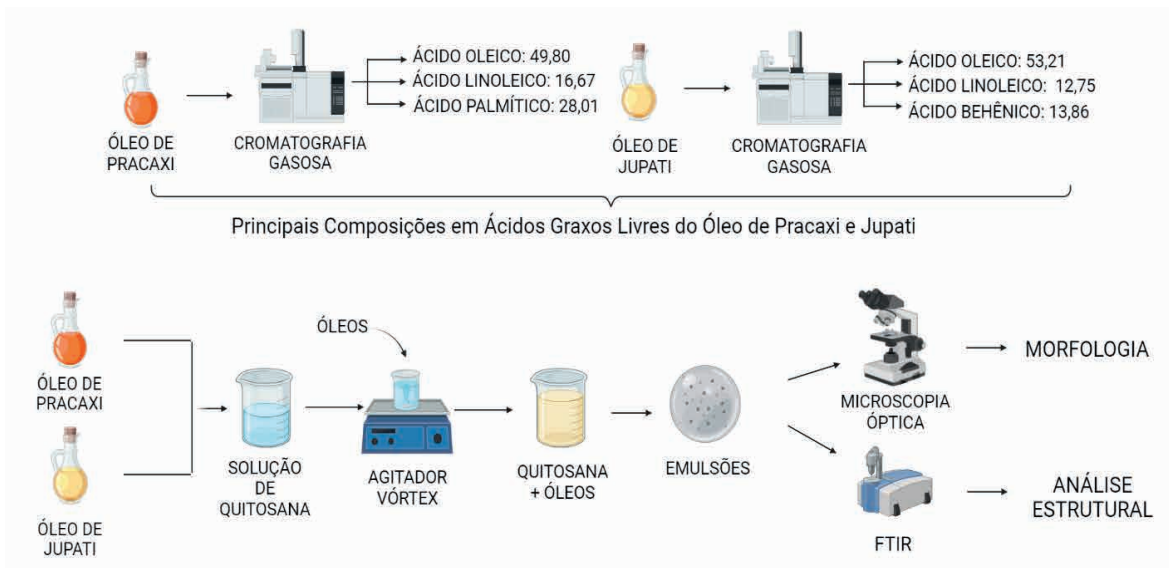 ÁCIDO OLEICO: 49,80
ÁCIDO LINOLEICO: 16,67
ÁCIDO PALMÍTICO: 28,01
ÓLEO DE
PRACAXI
CROMATOGRAFIA
GASOSA
ÁCIDO OLEICO: 53,21
ÁCIDO LINOLEICO: 12,75
ÁCIDO BEHÊNICO: 13,86
ÓLEO DE
JUPATI
CROMATOGRAFIA
GASOSA
Principais Composições em Ácidos Graxos Livres do Óleo de Pracaxi e Jupati
ÓLEO DE
PRACAXI
ÓLEO DE
JUPATI
SOLUÇÃO
DE
QUITOSANA
ÓLEOS
AGITADOR
VÓRTEX
QUITOSANA
+ ÓLEOS
EMULSÕES
MICROSCOPIA
ÓPTICA
MORFOLOGIA
FTIR
ANÁLISE
ESTRUTURAL